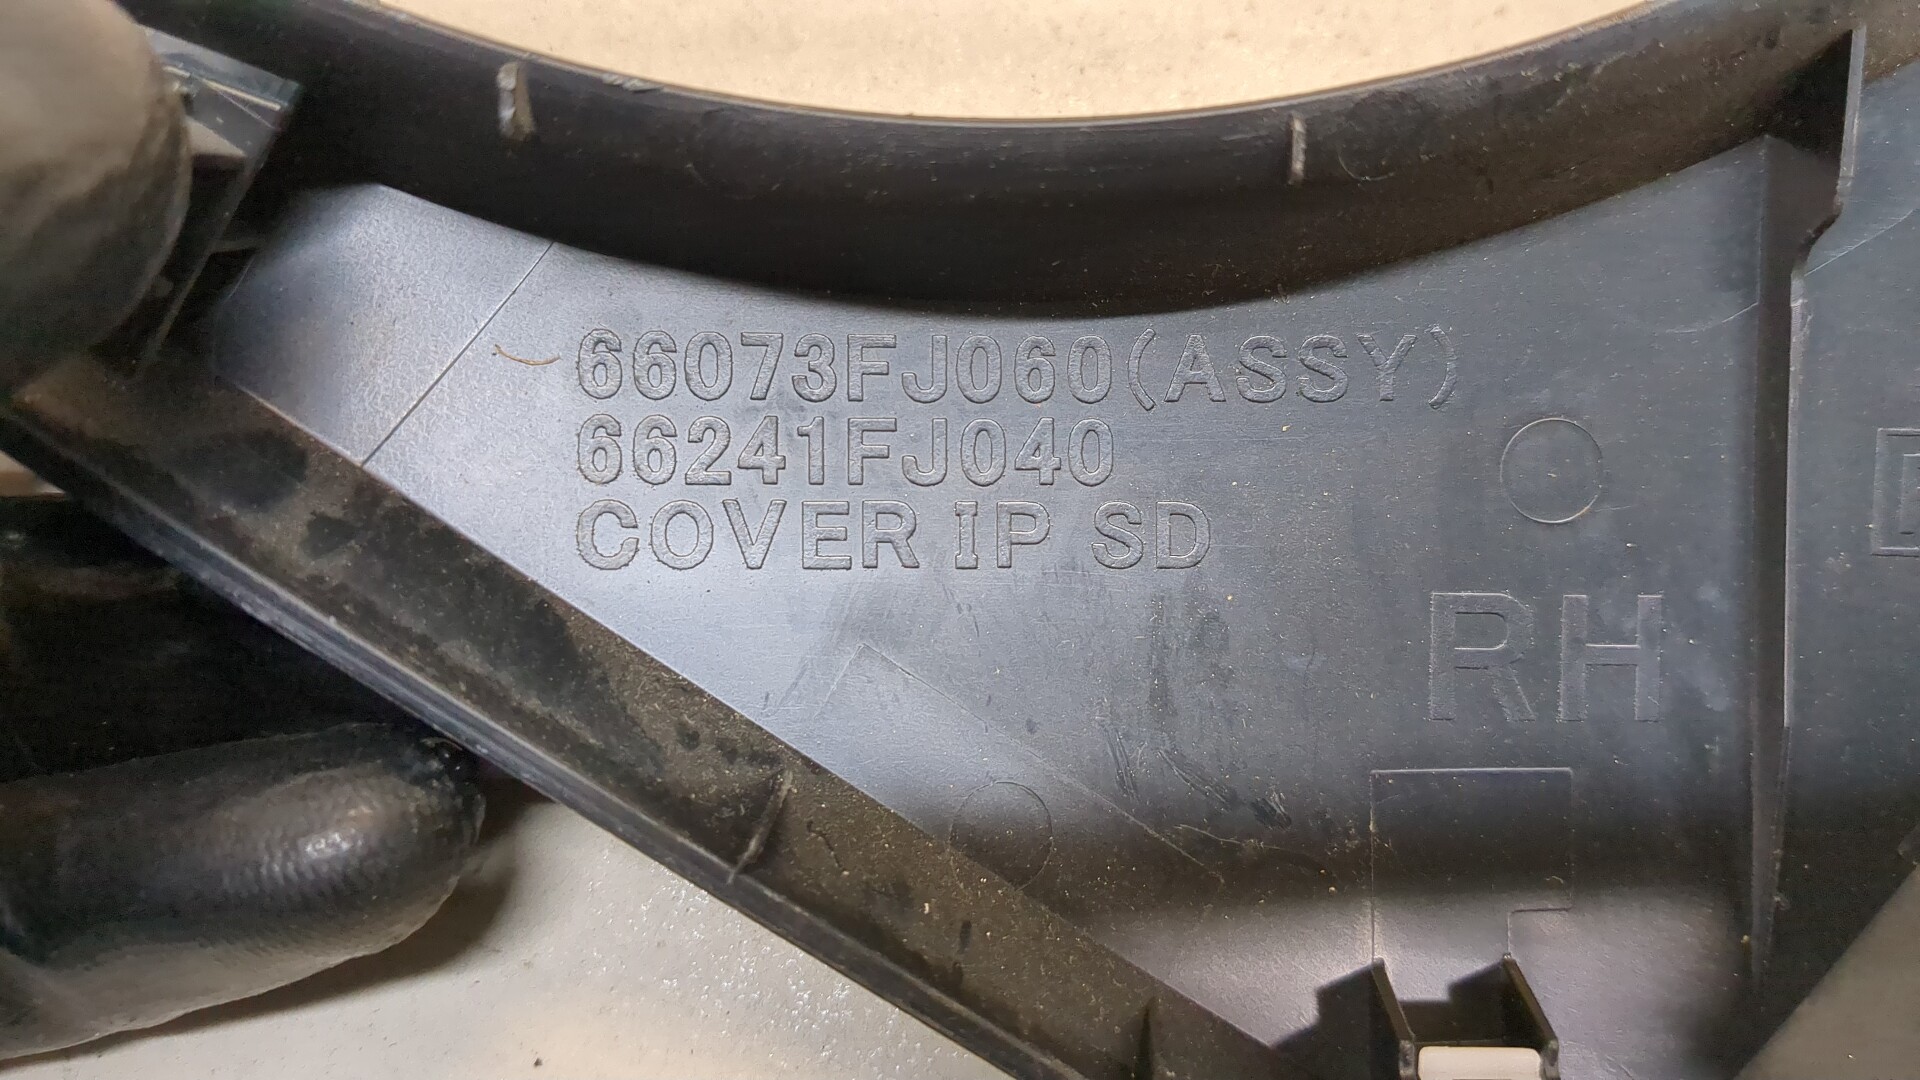 66073FJ060(ASSY)
66241FJ040
COVER IP SD
RH